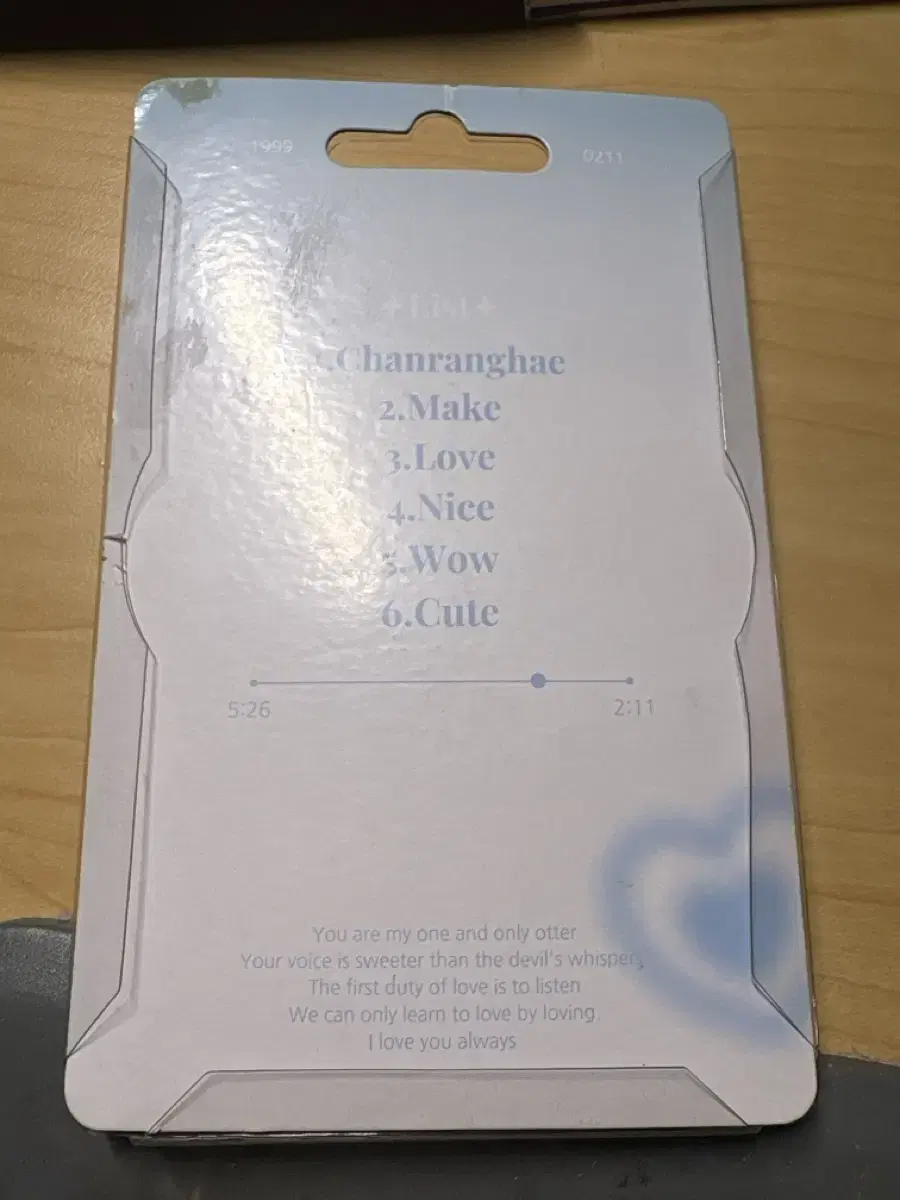 1999
0211
✦List✦
.Chanranghae
2.Make
3.Love
4.Nice
5.Wow
6.Cute
5:26
2:11
You are my one and only otter
Your voice is sweeter than the devil's whisper,
The first duty of love is to listen
We can only learn to love by loving.
I love you always